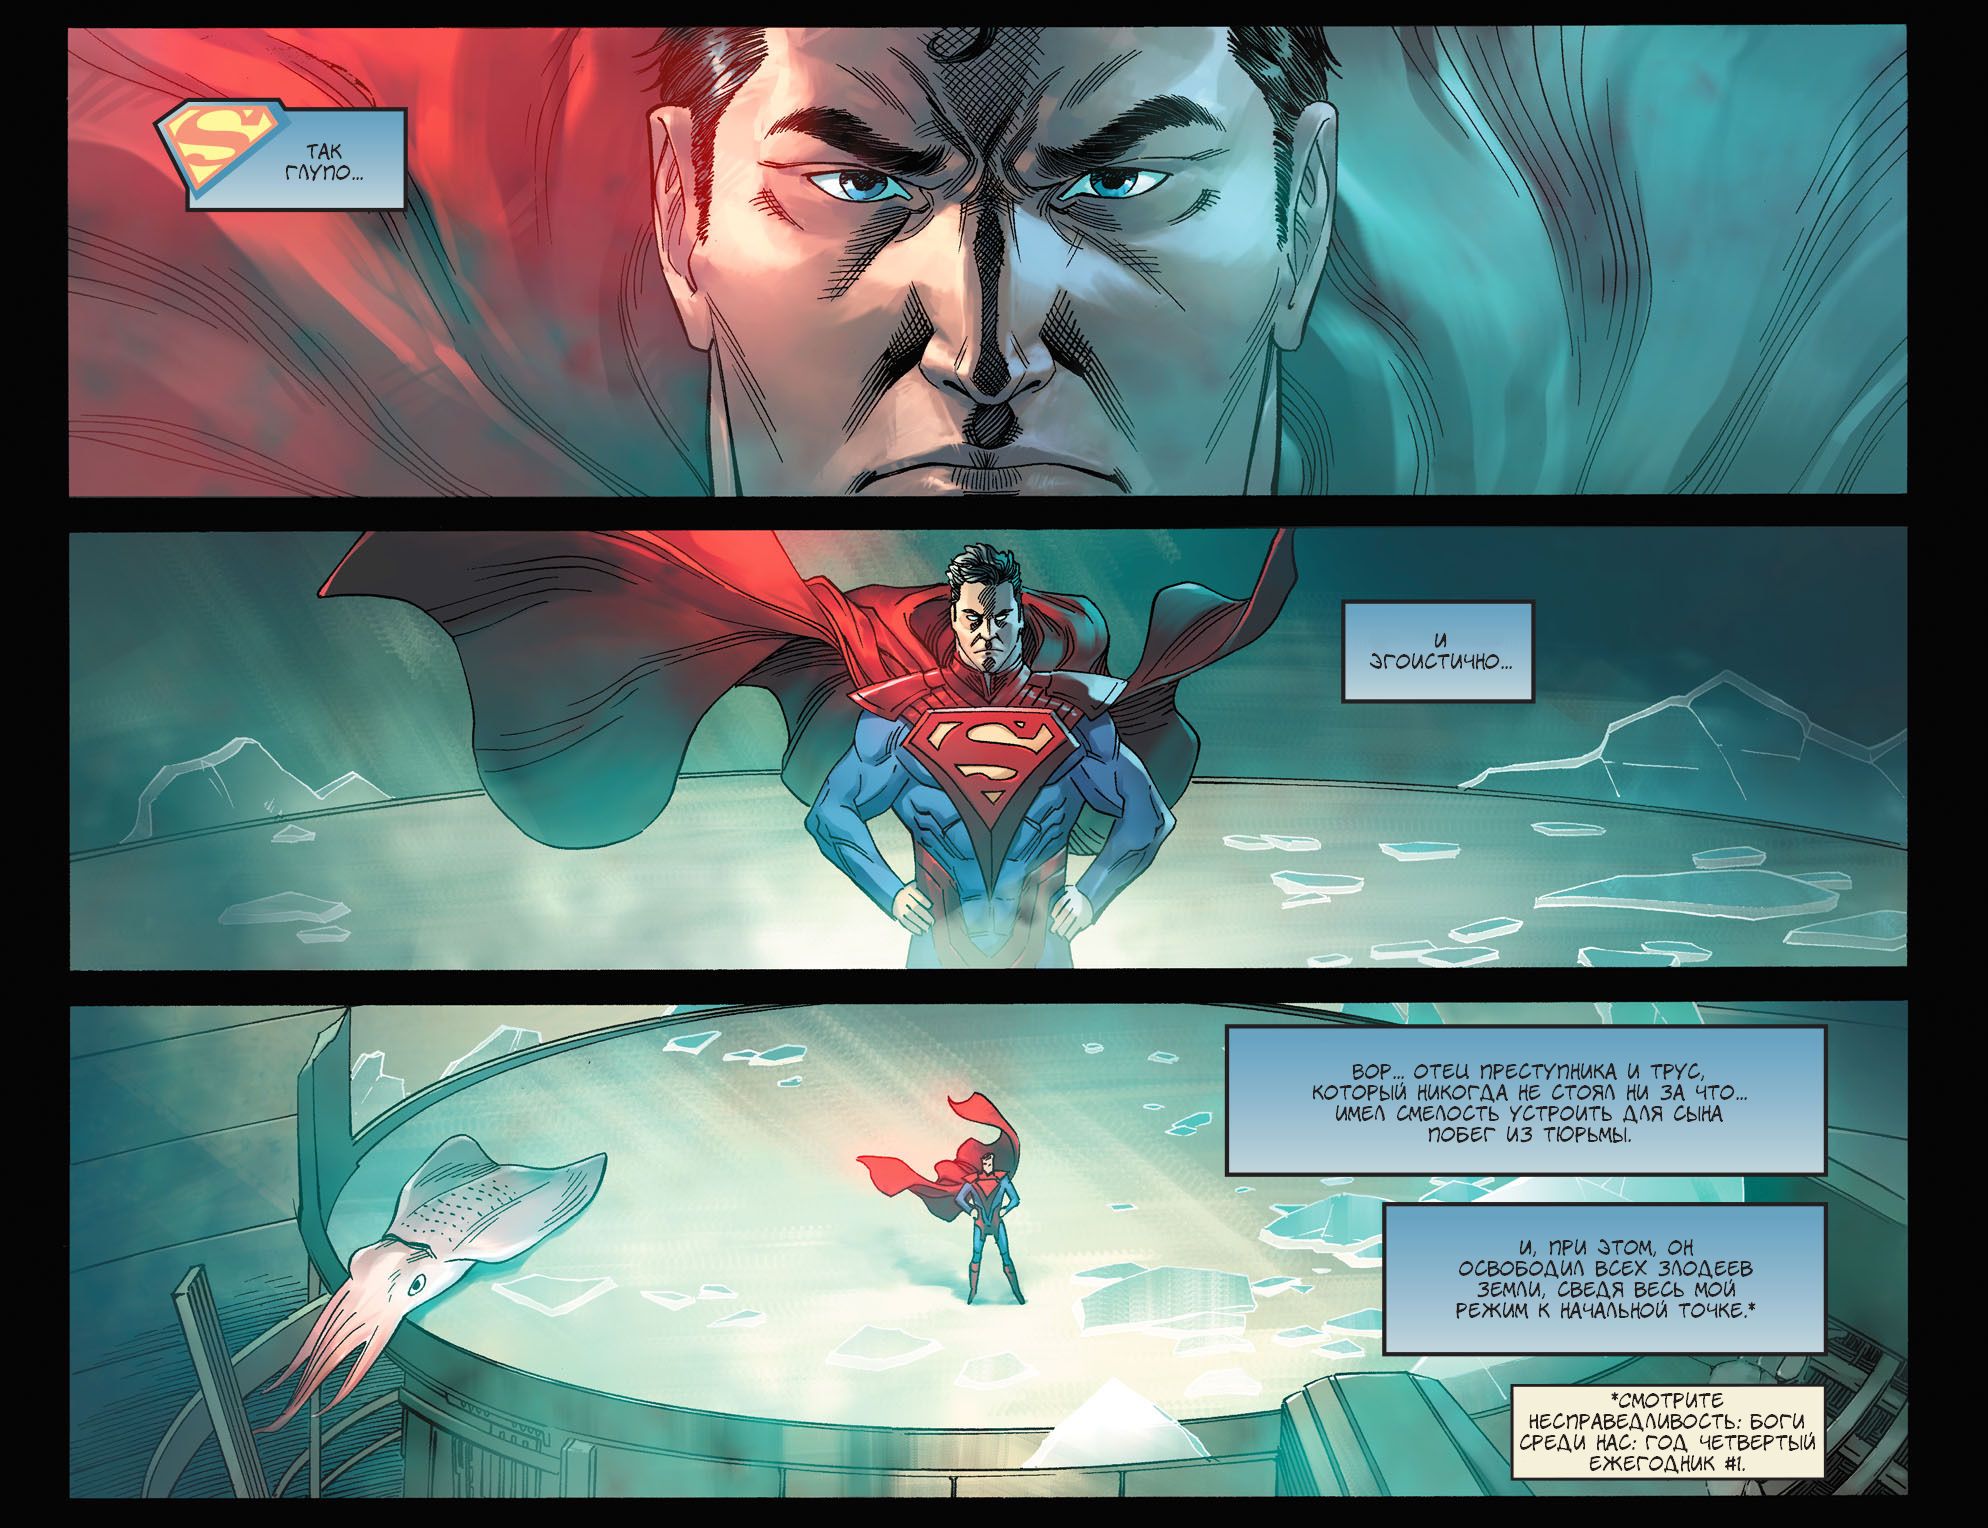 ТАК
ГЛУПО...
И
ЭГОИСТИЧНО...
ВОР... ОТЕЦ ПРЕСТУПНИКА И ТРУС,
КОТОРЫЙ НИКОГДА НЕ СТОЯЛ НИ ЗА ЧТО...
ИМЕЛ СМЕЛОСТЬ УСТРОИТЬ ДЛЯ СЫНА
ПОБЕГ ИЗ ТЮРЬМЫ.
И, ПРИ ЭТОМ, ОН
ОСВОБОДИЛ ВСЕХ ЗЛОДЕЕВ
ЗЕМЛИ, СВЕДЯ ВЕСЬ МОЙ
РЕЖИМ К НАЧАЛЬНОЙ ТОЧКЕ.*
*СМОТРИТЕ
НЕСПРАВЕДЛИВОСТЬ: БОГИ
СРЕДИ НАС: ГОД ЧЕТВЕРТЫЙ
ЕЖЕГОДНИК #1.